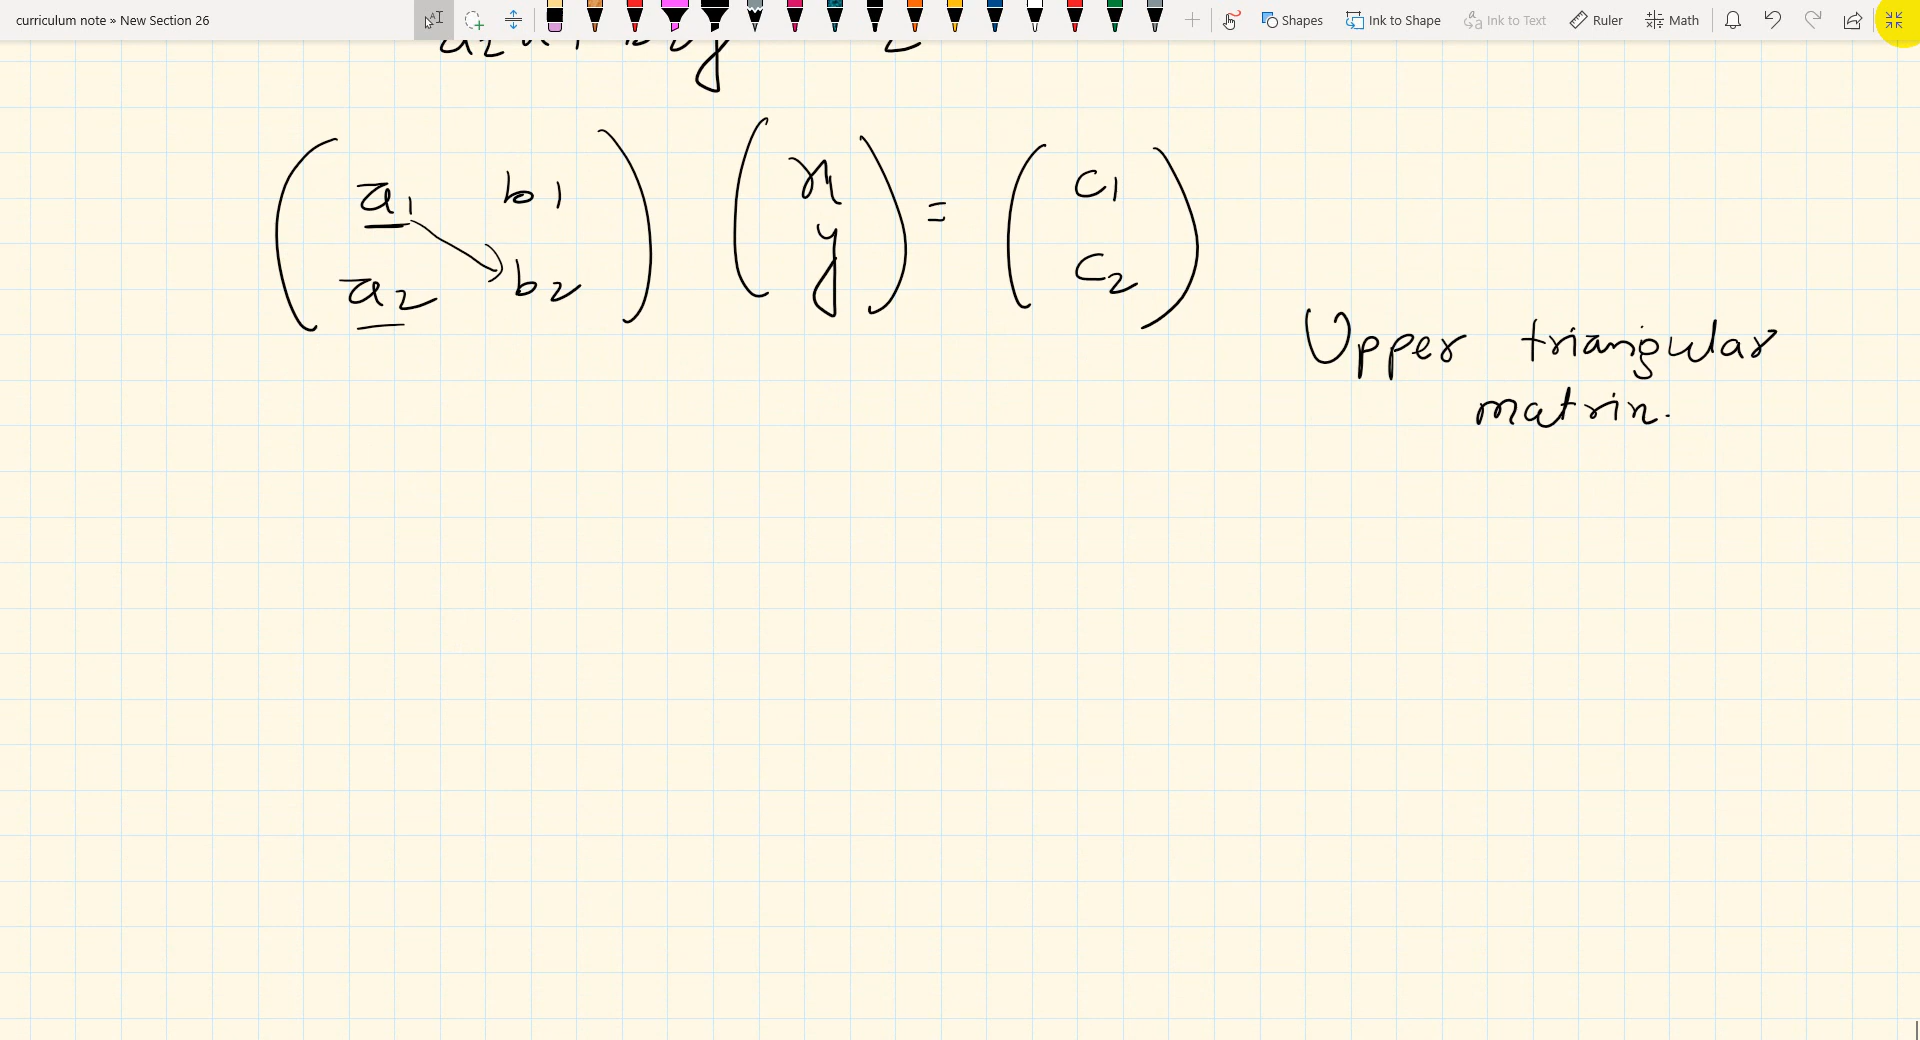 curriculum note » New Section 26
Shapes
Ink to Shape
Ink to Text
Ruler
Math
a1 b1
a2 b2
x
y
=
c1
c2
Upper triangular
matrix.